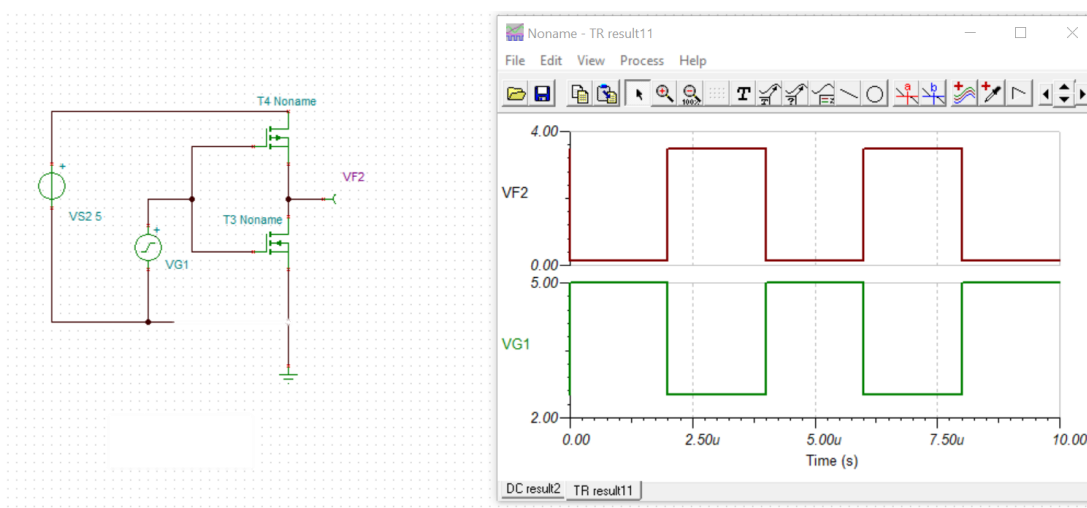 T4 Noname
VF2
VS2 5
T3 Noname
VG1
Noname - TR result11
File Edit View Process Help
100%
T
a
b
4.00
VF2
0.00
5.00
VG1
2.00
0.00 2.50u 5.00u 7.50u 10.00
Time (s)
DC result2 TR result11